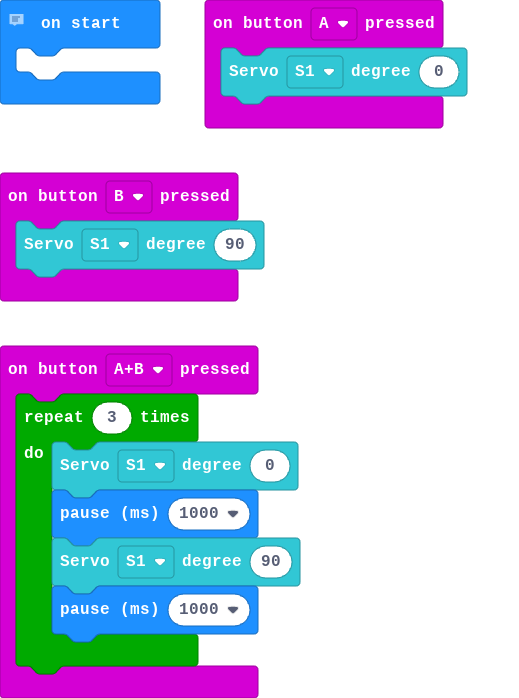 on start
on button A pressed
Servo S1 degree 0
on button B pressed
Servo S1 degree 90
on button A+B pressed
repeat 3 times
do
Servo S1 degree 0
pause (ms) 1000
Servo S1 degree 90
pause (ms) 1000